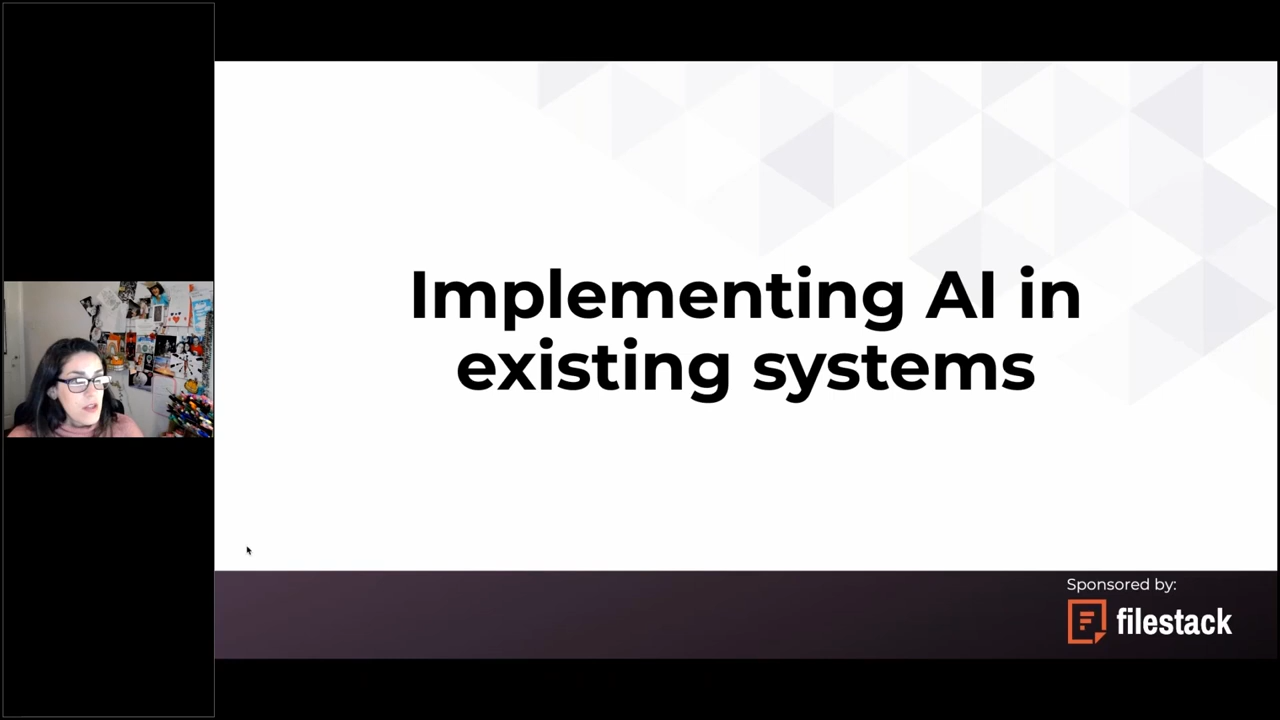 Implementing AI in
existing systems
Sponsored by:
filestack